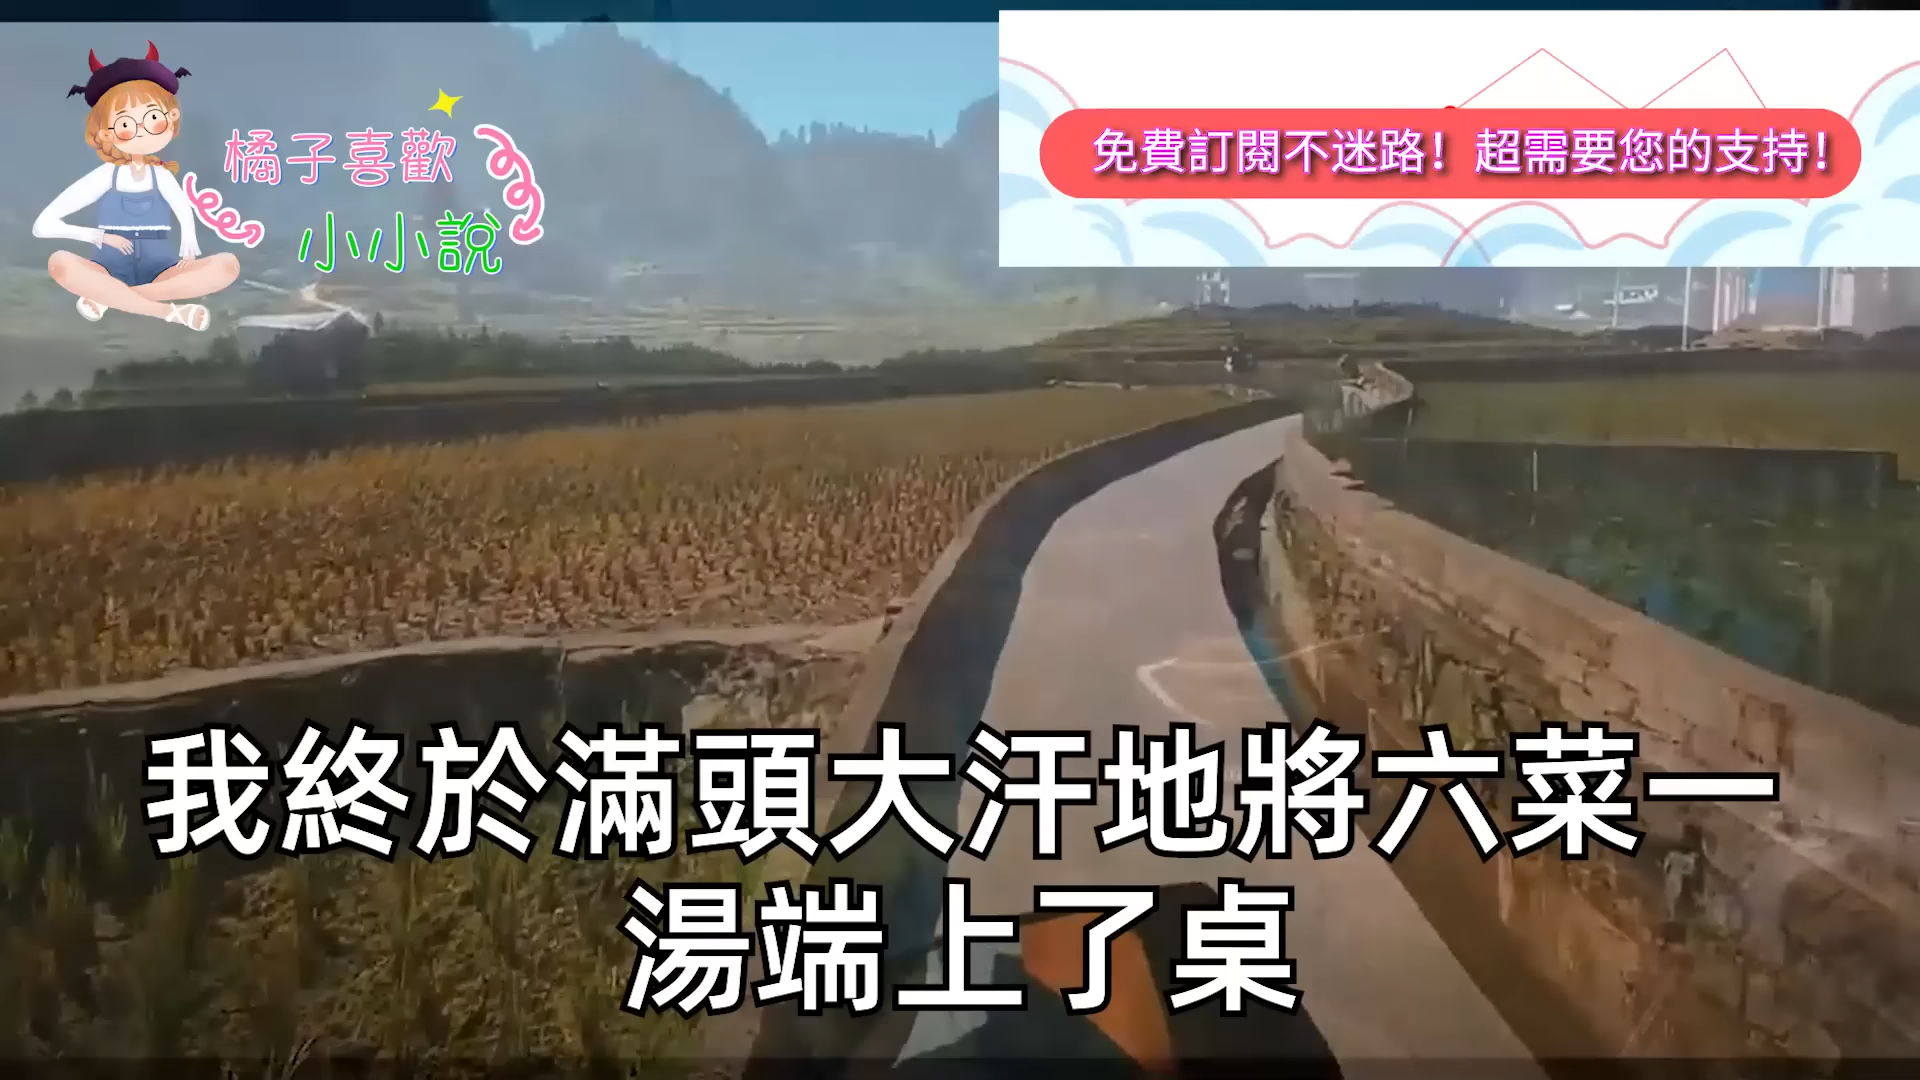 橘子喜歡
小小說
免費訂閱不迷路！超需要您的支持！
我終於滿頭大汗地將六菜一
湯端上了桌